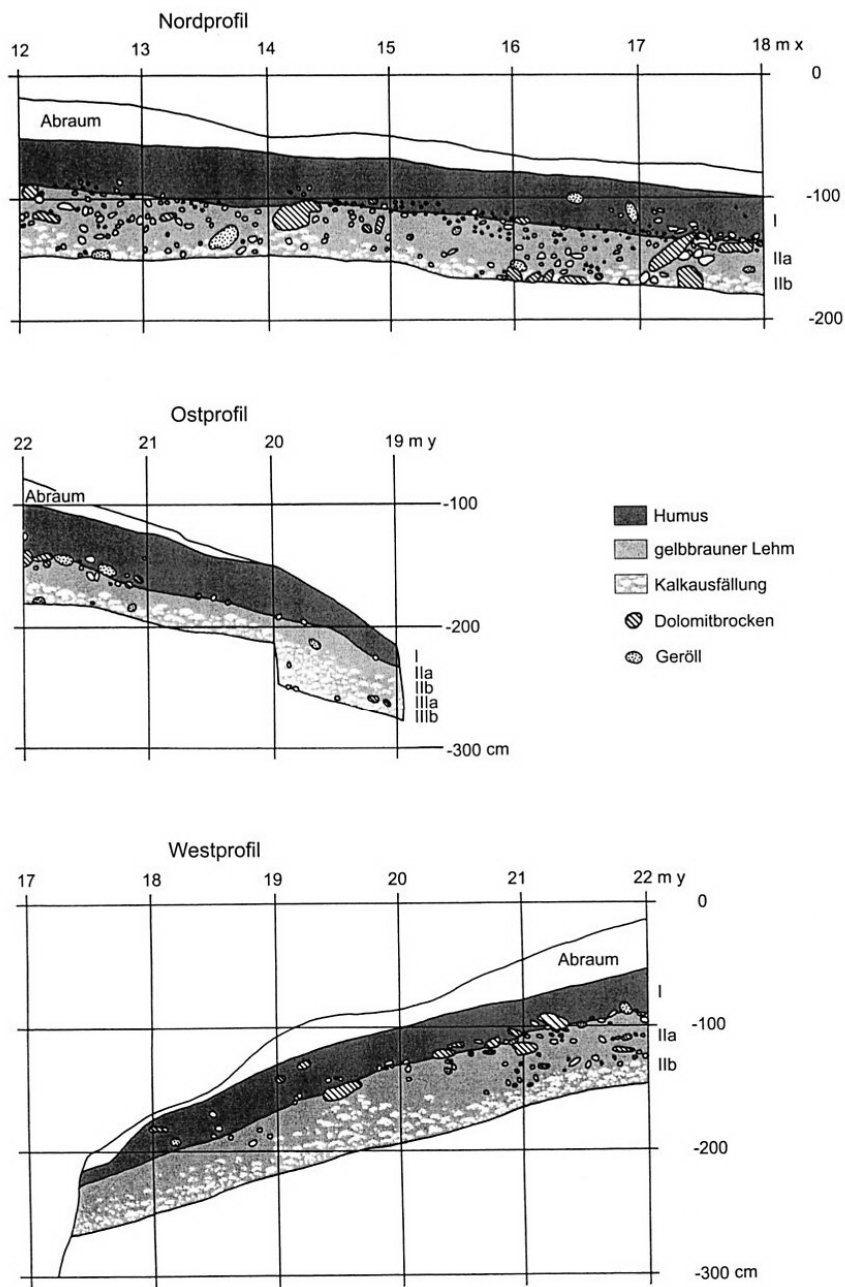 Nordprofil
12 13 14 15 16 17 18 m x
0
Abraum
-100
I
IIa
IIb
-200
Ostprofil
22 21 20 19 m y
Abraum
-100
-200
I
IIa
IIb
IIIa
IIIb
-300 cm
Humus
gelbbrauner Lehm
Kalkausfällung
Dolomitbrocken
Geröll
Westprofil
17 18 19 20 21 22 m y
0
Abraum
I
-100
IIa
IIb
-200
-300 cm